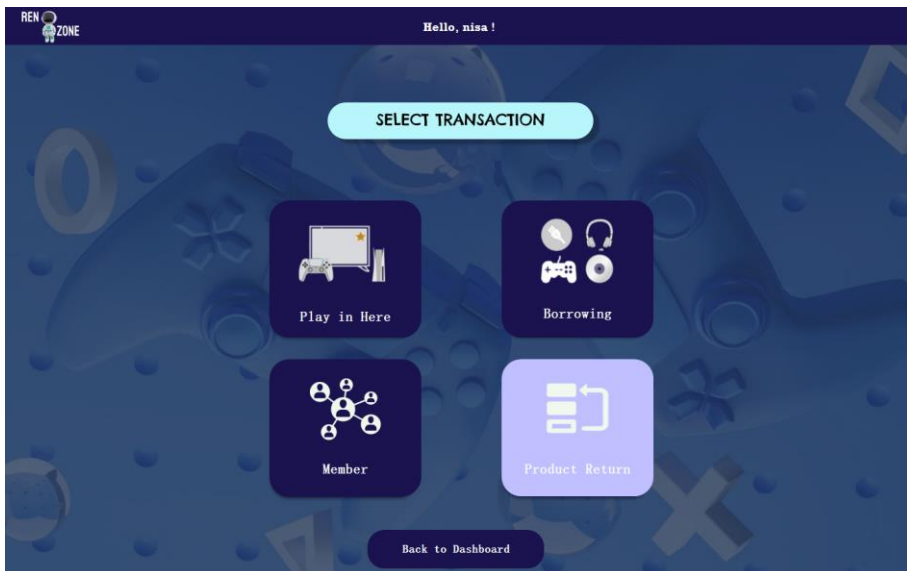 REN
ZONE
Hello, nisa !
SELECT TRANSACTION
Play in Here
Borrowing
Member
Product Return
Back to Dashboard